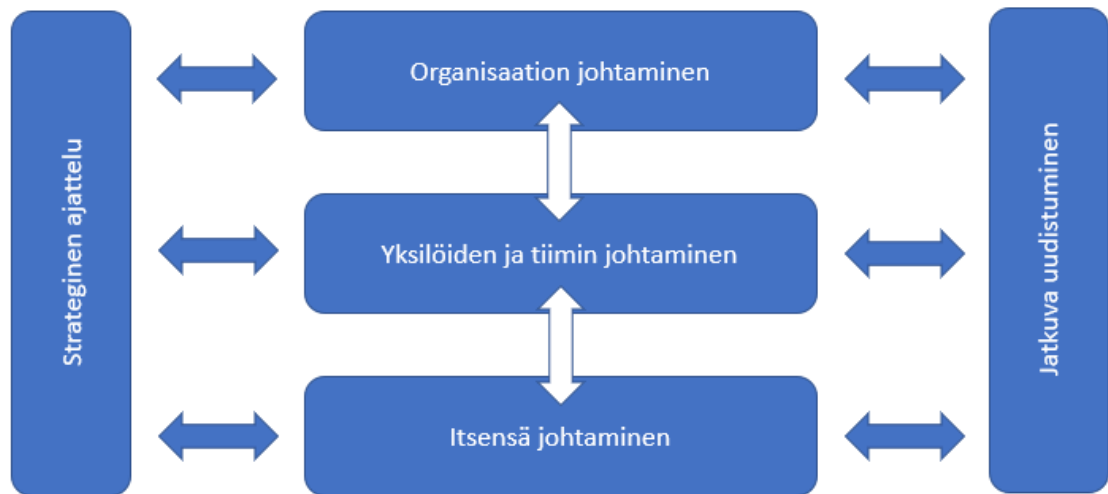 Strateginen ajattelu
Organisaation johtaminen
Yksilöiden ja tiimin johtaminen
Itsensä johtaminen
Jatkuva uudistuminen